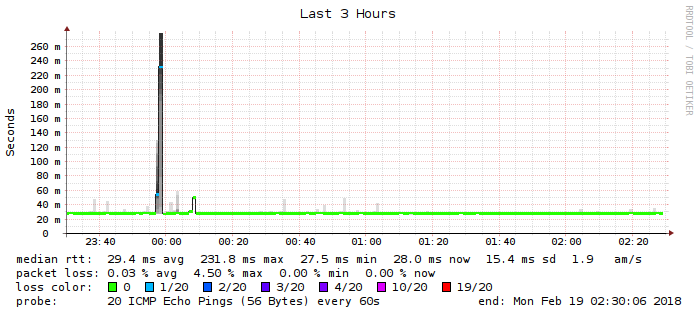 Last 3 Hours
RRDTOOL / TOBI OETIKER
Seconds
260 m
240 m
220 m
200 m
180 m
160 m
140 m
120 m
100 m
80 m
60 m
40 m
20 m
0
23:40 00:00 00:20 00:40 01:00 01:20 01:40 02:00 02:20
median rtt: 29.4 ms avg 231.8 ms max 27.5 ms min 28.0 ms now 15.4 ms sd 1.9 am/s
packet loss: 0.03 % avg 4.50 % max 0.00 % min 0.00 % now
loss color: 0 1/20 2/20 3/20 4/20 10/20 19/20
probe: 20 ICMP Echo Pings (56 Bytes) every 60s end: Mon Feb 19 02:30:06 2018